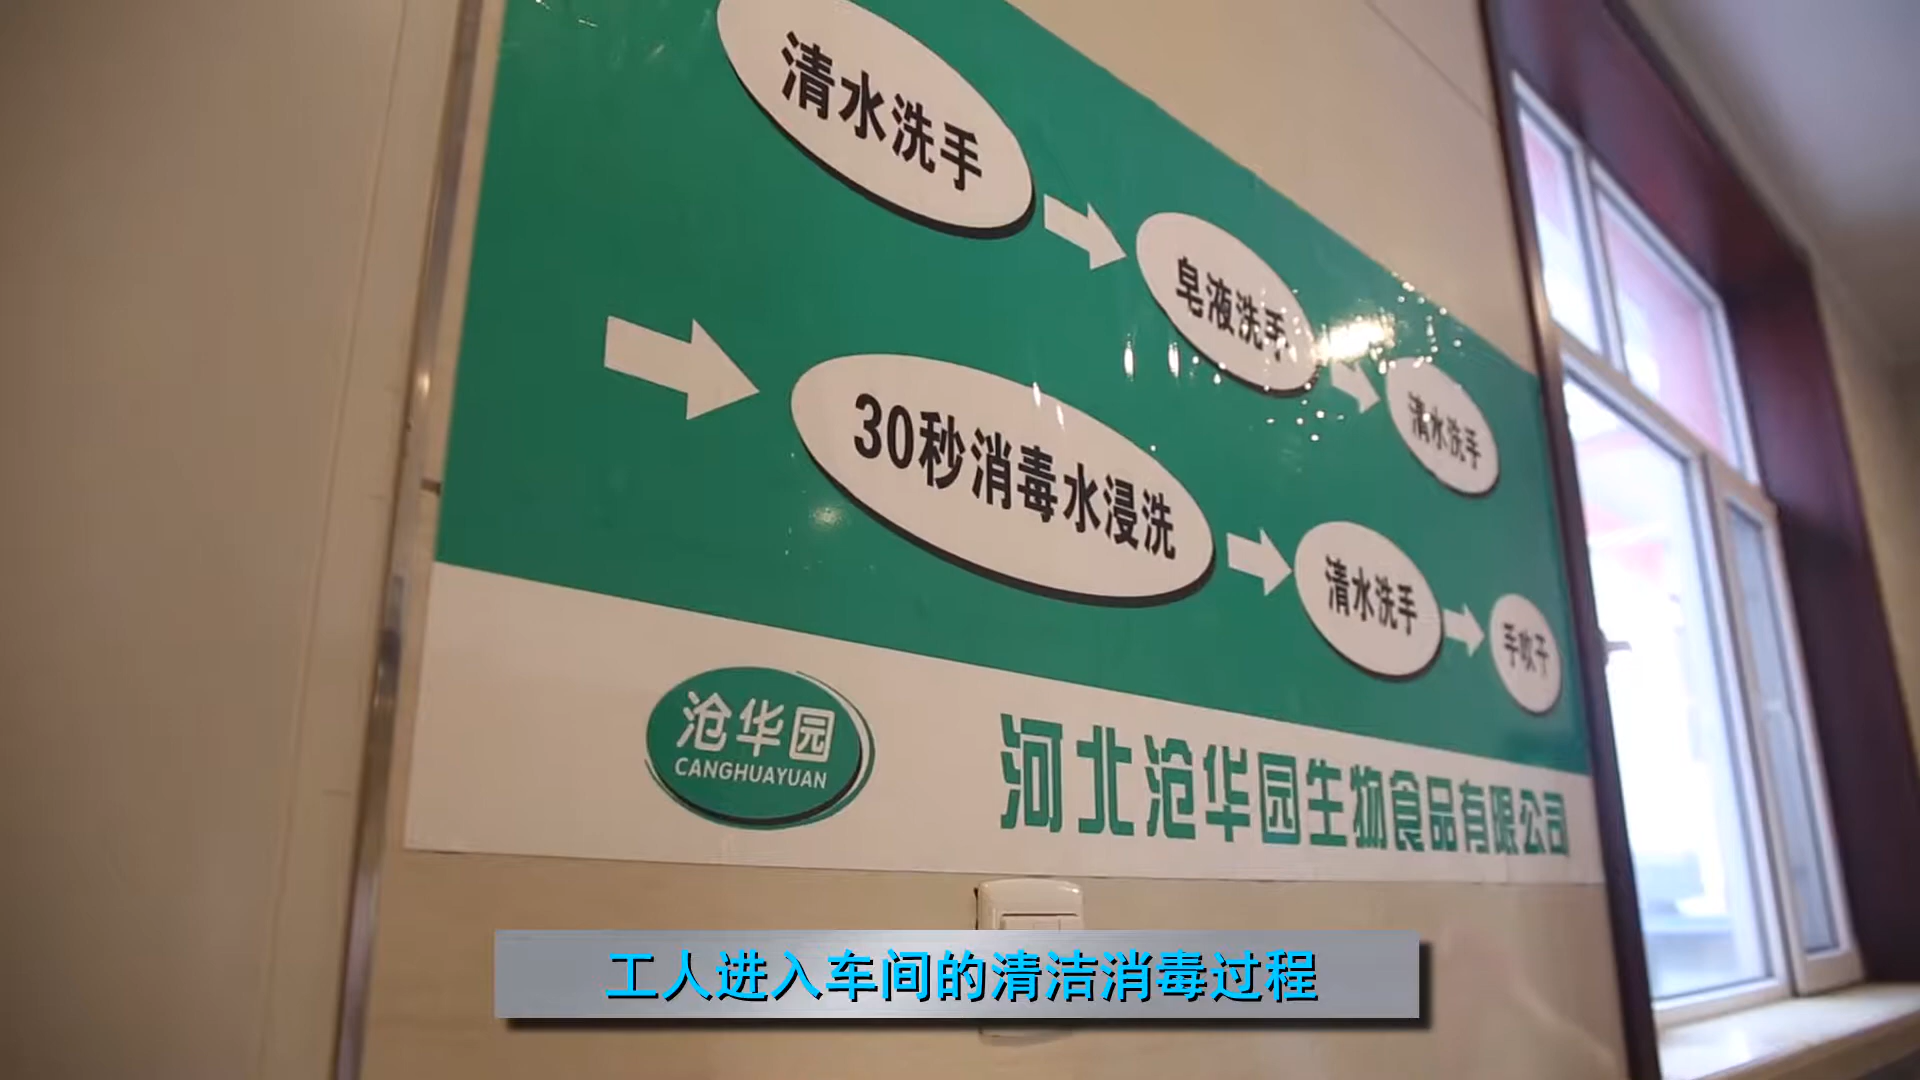 清水洗手
皂液洗手
清水洗手
30秒消毒水浸洗
清水洗手
手吹干
沧华园
CANGHUAYUAN
河北沧华园生物食品有限公司
工人进入车间的清洁消毒过程